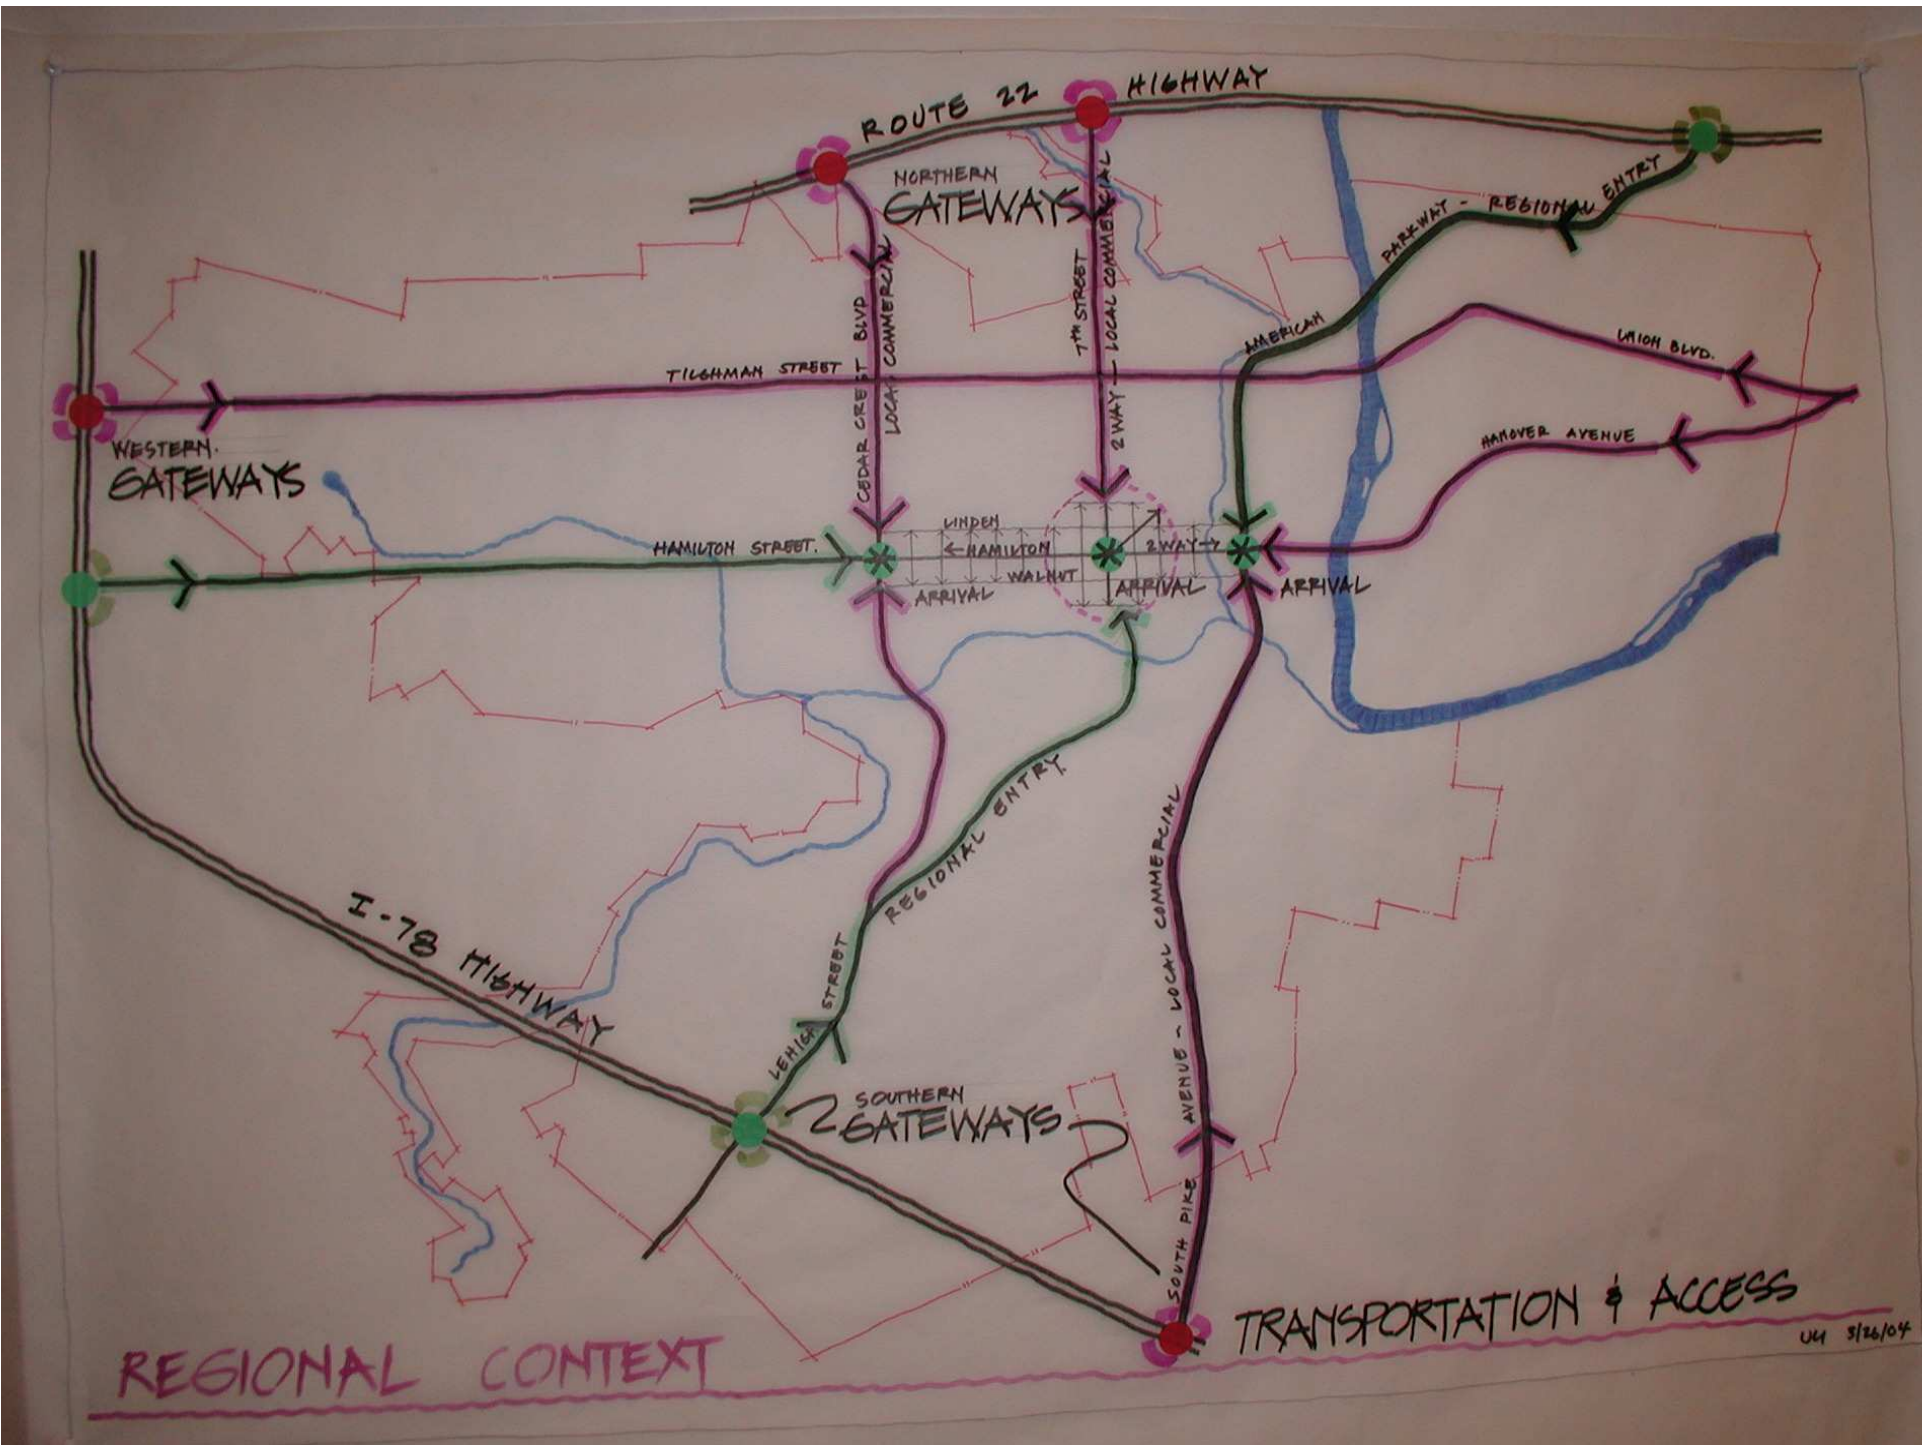 ROUTE 22 HIGHWAY
NORTHERN
GATEWAYS
AMERICAN PARKWAY - REGIONAL ENTRY
CEDAR CREST BLVD
LOCAL COMMERCIAL
7TH STREET
2 WAY - LOCAL COMMERCIAL
TILGHMAN STREET
UNION BLVD.
HANOVER AVENUE
WESTERN.
GATEWAYS
HAMILTON STREET.
LINDEN
←HAMILTON
2 WAY→
WALNUT
ARRIVAL
ARRIVAL
ARRIVAL
REGIONAL ENTRY.
LEHIGH STREET
SOUTH PIKE AVENUE - LOCAL COMMERCIAL
I-78 HIGHWAY
SOUTHERN
GATEWAYS
TRANSPORTATION & ACCESS
3/26/04
REGIONAL CONTEXT